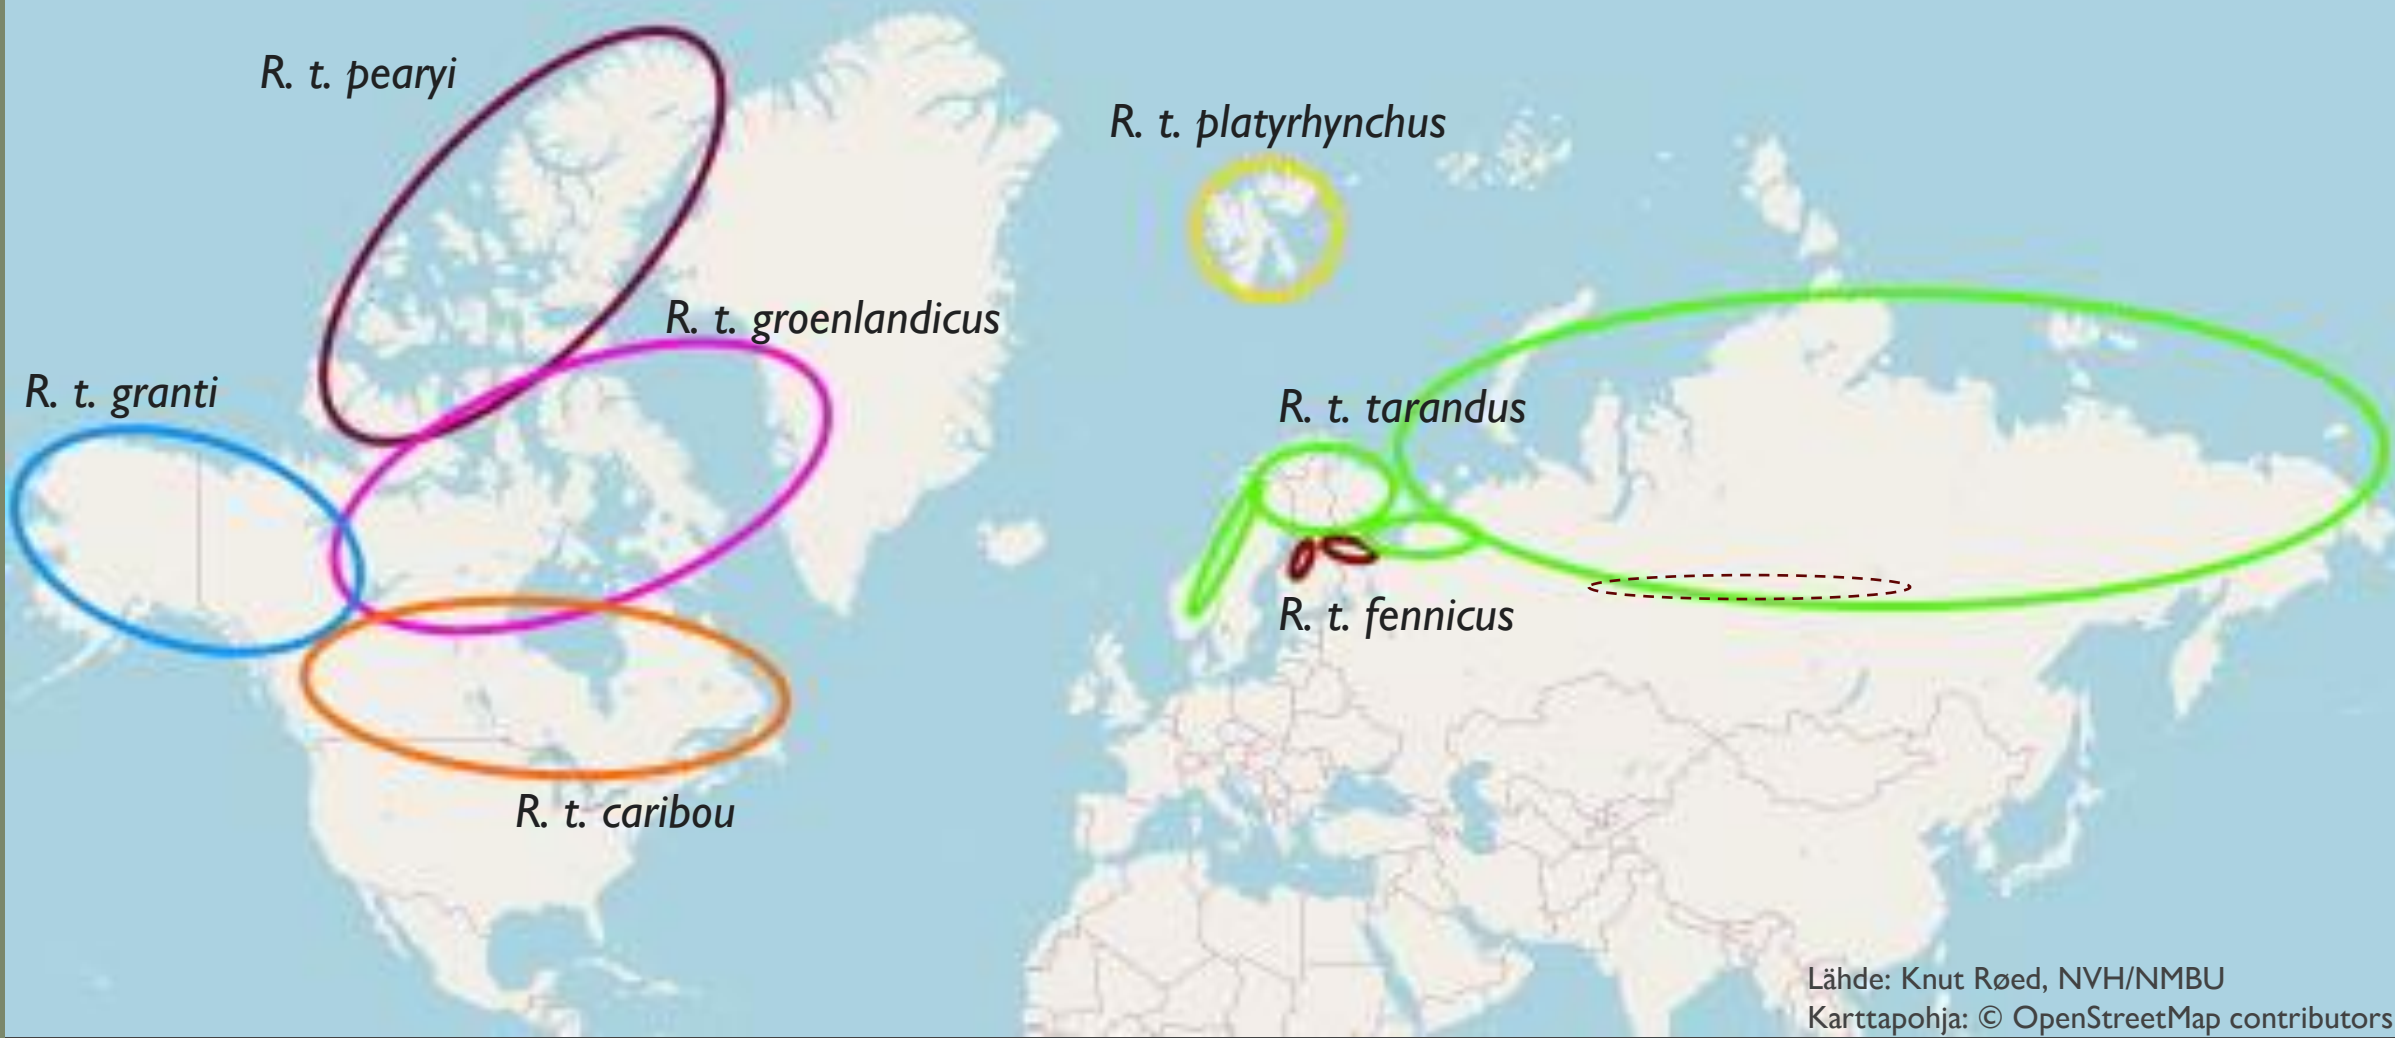 R. t. pearyi
R. t. platyrhynchus
R. t. groenlandicus
R. t. granti
R. t. tarandus
R. t. fennicus
R. t. caribou
Lähde: Knut Røed, NVH/NMBU
Karttapohja: © OpenStreetMap contributors